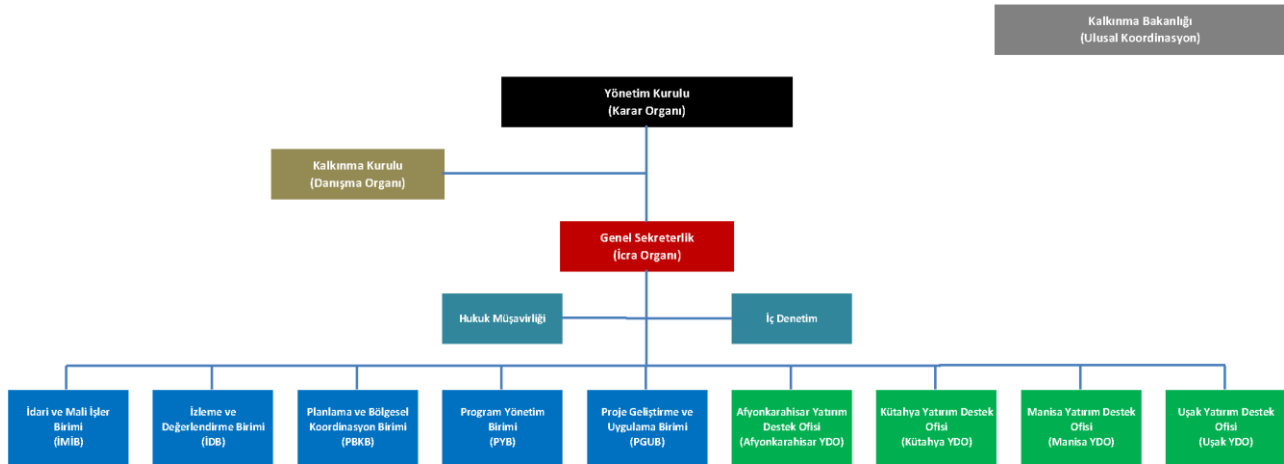 Kalkınma Bakanlığı
(Ulusal Koordinasyon)
Yönetim Kurulu
(Karar Organı)
Kalkınma Kurulu
(Danışma Organı)
Genel Sekreterlik
(İcra Organı)
Hukuk Müşavirliği
İç Denetim
İdari ve Mali İşler
Birimi
(İMİB)
İzleme ve
Değerlendirme Birimi
(İDB)
Planlama ve Bölgesel
Koordinasyon Birimi
(PBKB)
Program Yönetim
Birimi
(PYB)
Proje Geliştirme ve
Uygulama Birimi
(PGUB)
Afyonkarahisar Yatırım
Destek Ofisi
(Afyonkarahisar YDO)
Kütahya Yatırım Destek
Ofisi
(Kütahya YDO)
Manisa Yatırım Destek
Ofisi
(Manisa YDO)
Uşak Yatırım Destek
Ofisi
(Uşak YDO)